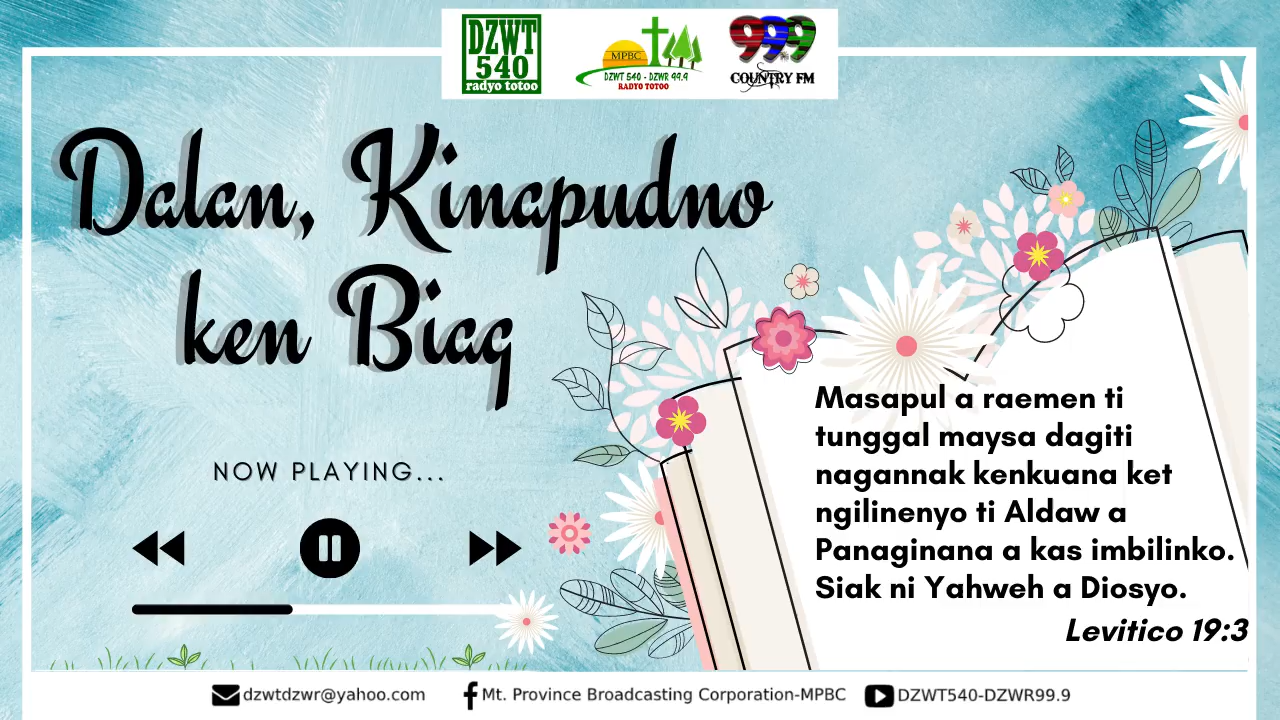 DZWT
540
radyo totoo
MPBC
DZWT 540 - DZWR 99.9
RADYO TOTOO
99.9
FM
COUNTRY FM
Dalan, Kinapudno
ken Biag
NOW PLAYING...
Masapul a raemen ti
tunggal maysa dagiti
nagannak kenkuana ket
ngilinenyo ti Aldaw a
Panaginana a kas imbilinko.
Siak ni Yahweh a Diosyo.
Levitico 19:3
dzwtdzwr@yahoo.com
Mt. Province Broadcasting Corporation-MPBC
DZWT540-DZWR99.9